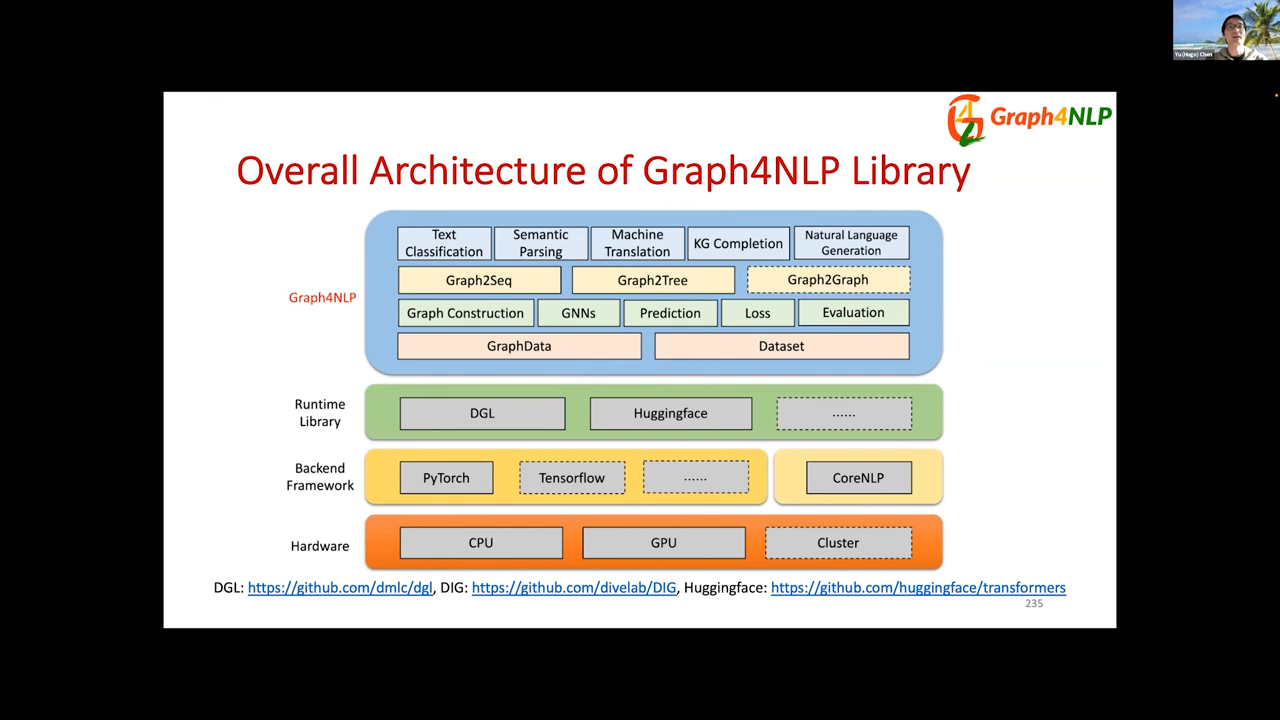 Yu (Hugo) Chen
Graph4NLP
Overall Architecture of Graph4NLP Library
Graph4NLP
Text
Classification
Semantic
Parsing
Machine
Translation
KG Completion
Natural Language
Generation
Graph2Seq
Graph2Tree
Graph2Graph
Graph Construction
GNNs
Prediction
Loss
Evaluation
GraphData
Dataset
Runtime
Library
DGL
Huggingface
......
Backend
Framework
PyTorch
Tensorflow
......
CoreNLP
Hardware
CPU
GPU
Cluster
DGL: https://github.com/dmlc/dgl, DIG: https://github.com/divelab/DIG, Huggingface: https://github.com/huggingface/transformers
235